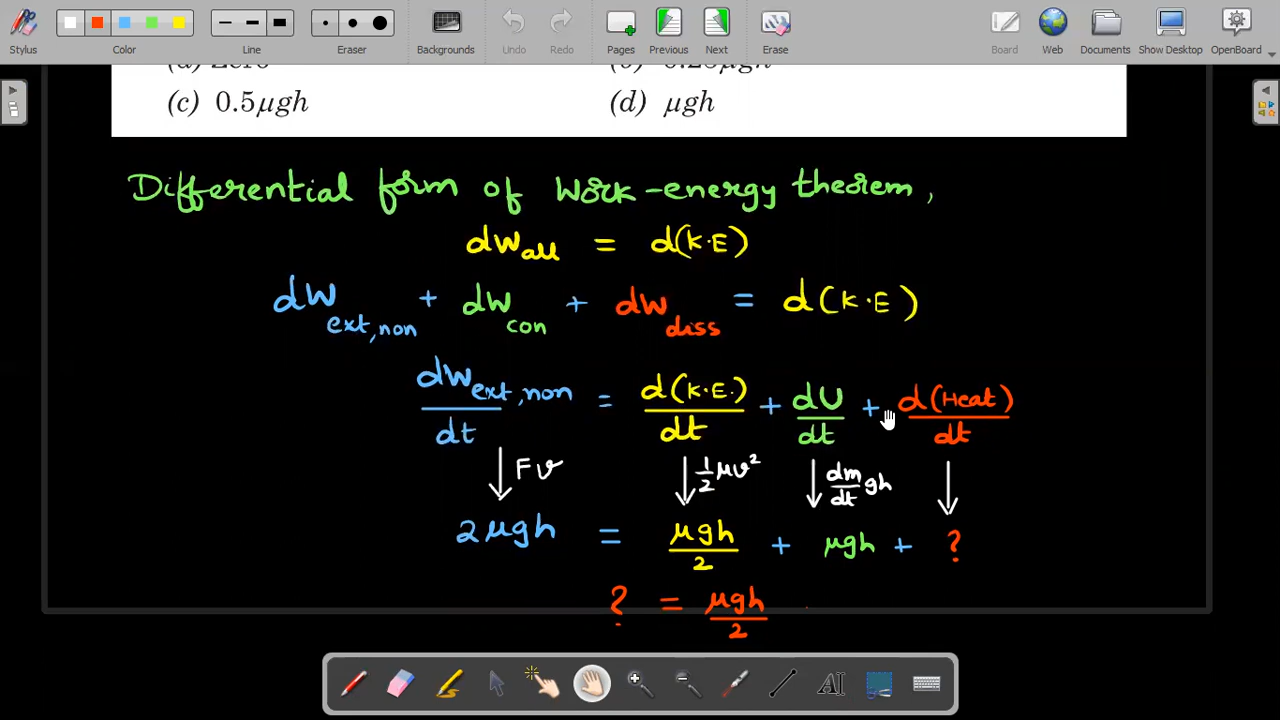 Stylus Color Line Eraser Backgrounds Undo Redo Pages Previous Next Erase Board Web Documents Show Desktop OpenBoard
(c) 0.5μgh (d) μgh
Differential form of Work-energy theorem,
dW_all = d(K.E)
dW_ext,non + dW_con + dW_diss = d(K.E)
dW_ext,non/dt = d(K.E.)/dt + dU/dt + d(Heat)/dt
↓ Fv ↓ 1/2 μv² ↓ dm/dt gh ↓
2μgh = μgh/2 + μgh + ?
? = μgh/2